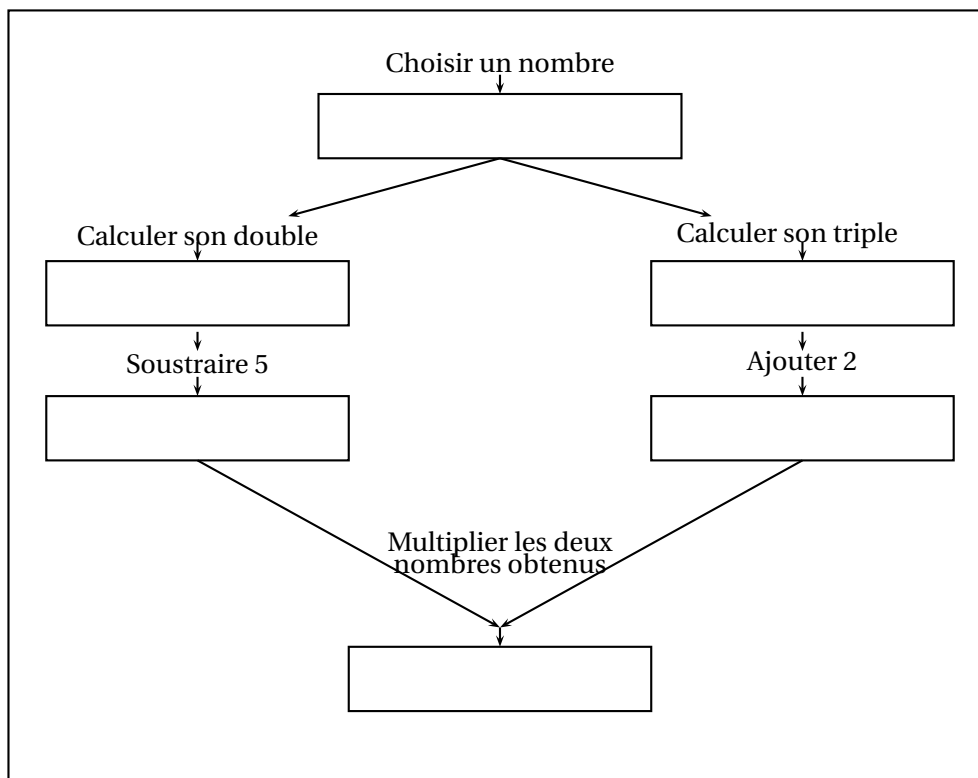 Choisir un nombre
Calculer son double
Calculer son triple
Soustraire 5
Ajouter 2
Multiplier les deux
nombres obtenus